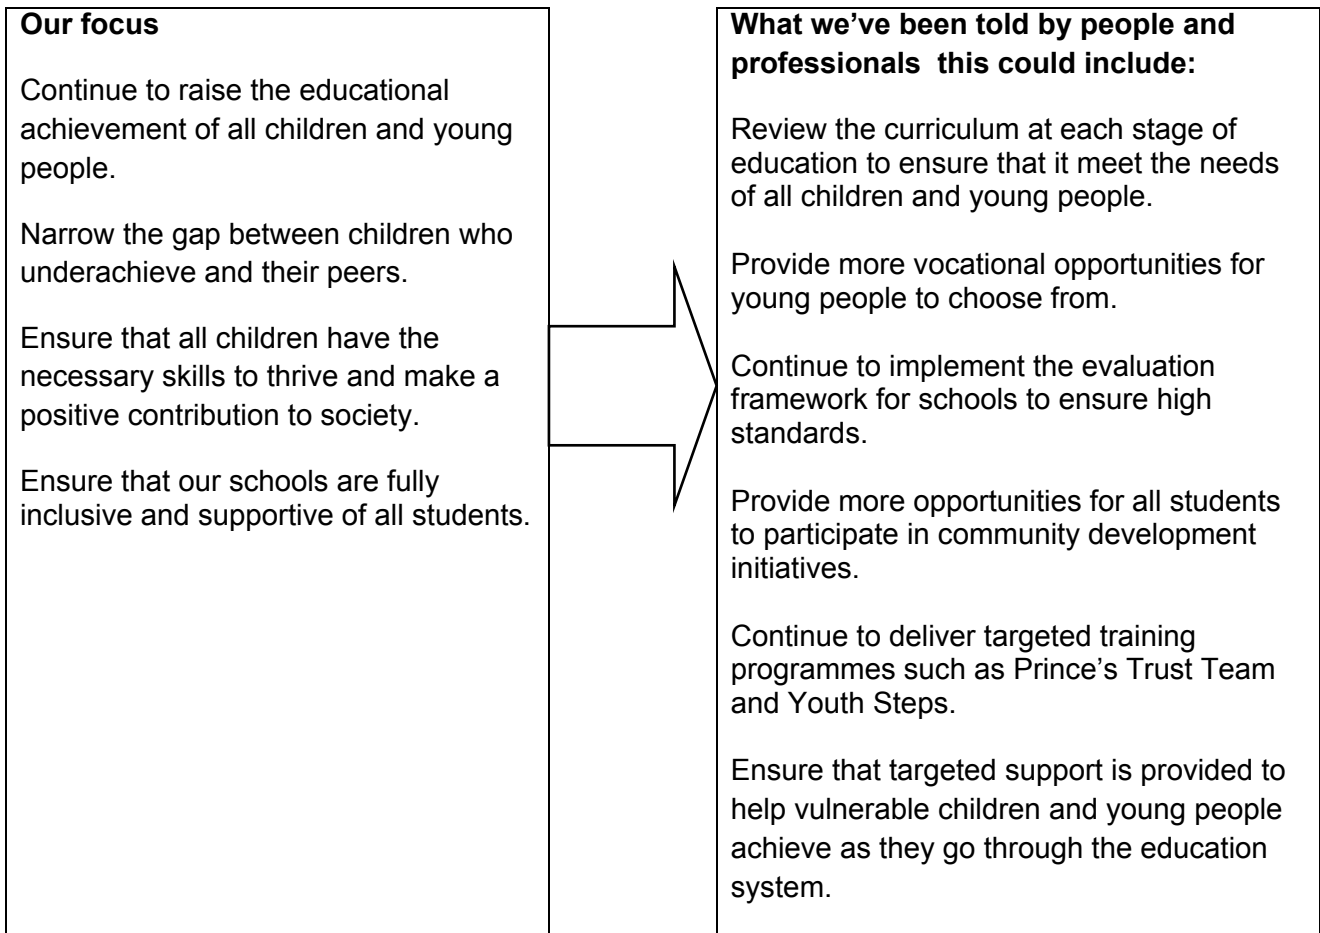 Our focus
Continue to raise the educational
achievement of all children and young
people.
Narrow the gap between children who
underachieve and their peers.
Ensure that all children have the
necessary skills to thrive and make a
positive contribution to society.
Ensure that our schools are fully
inclusive and supportive of all students.
What we’ve been told by people and
professionals  this could include:
Review the curriculum at each stage of
education to ensure that it meet the needs
of all children and young people.
Provide more vocational opportunities for
young people to choose from.
Continue to implement the evaluation
framework for schools to ensure high
standards.
Provide more opportunities for all students
to participate in community development
initiatives.
Continue to deliver targeted training
programmes such as Prince’s Trust Team
and Youth Steps.
Ensure that targeted support is provided to
help vulnerable children and young people
achieve as they go through the education
system.